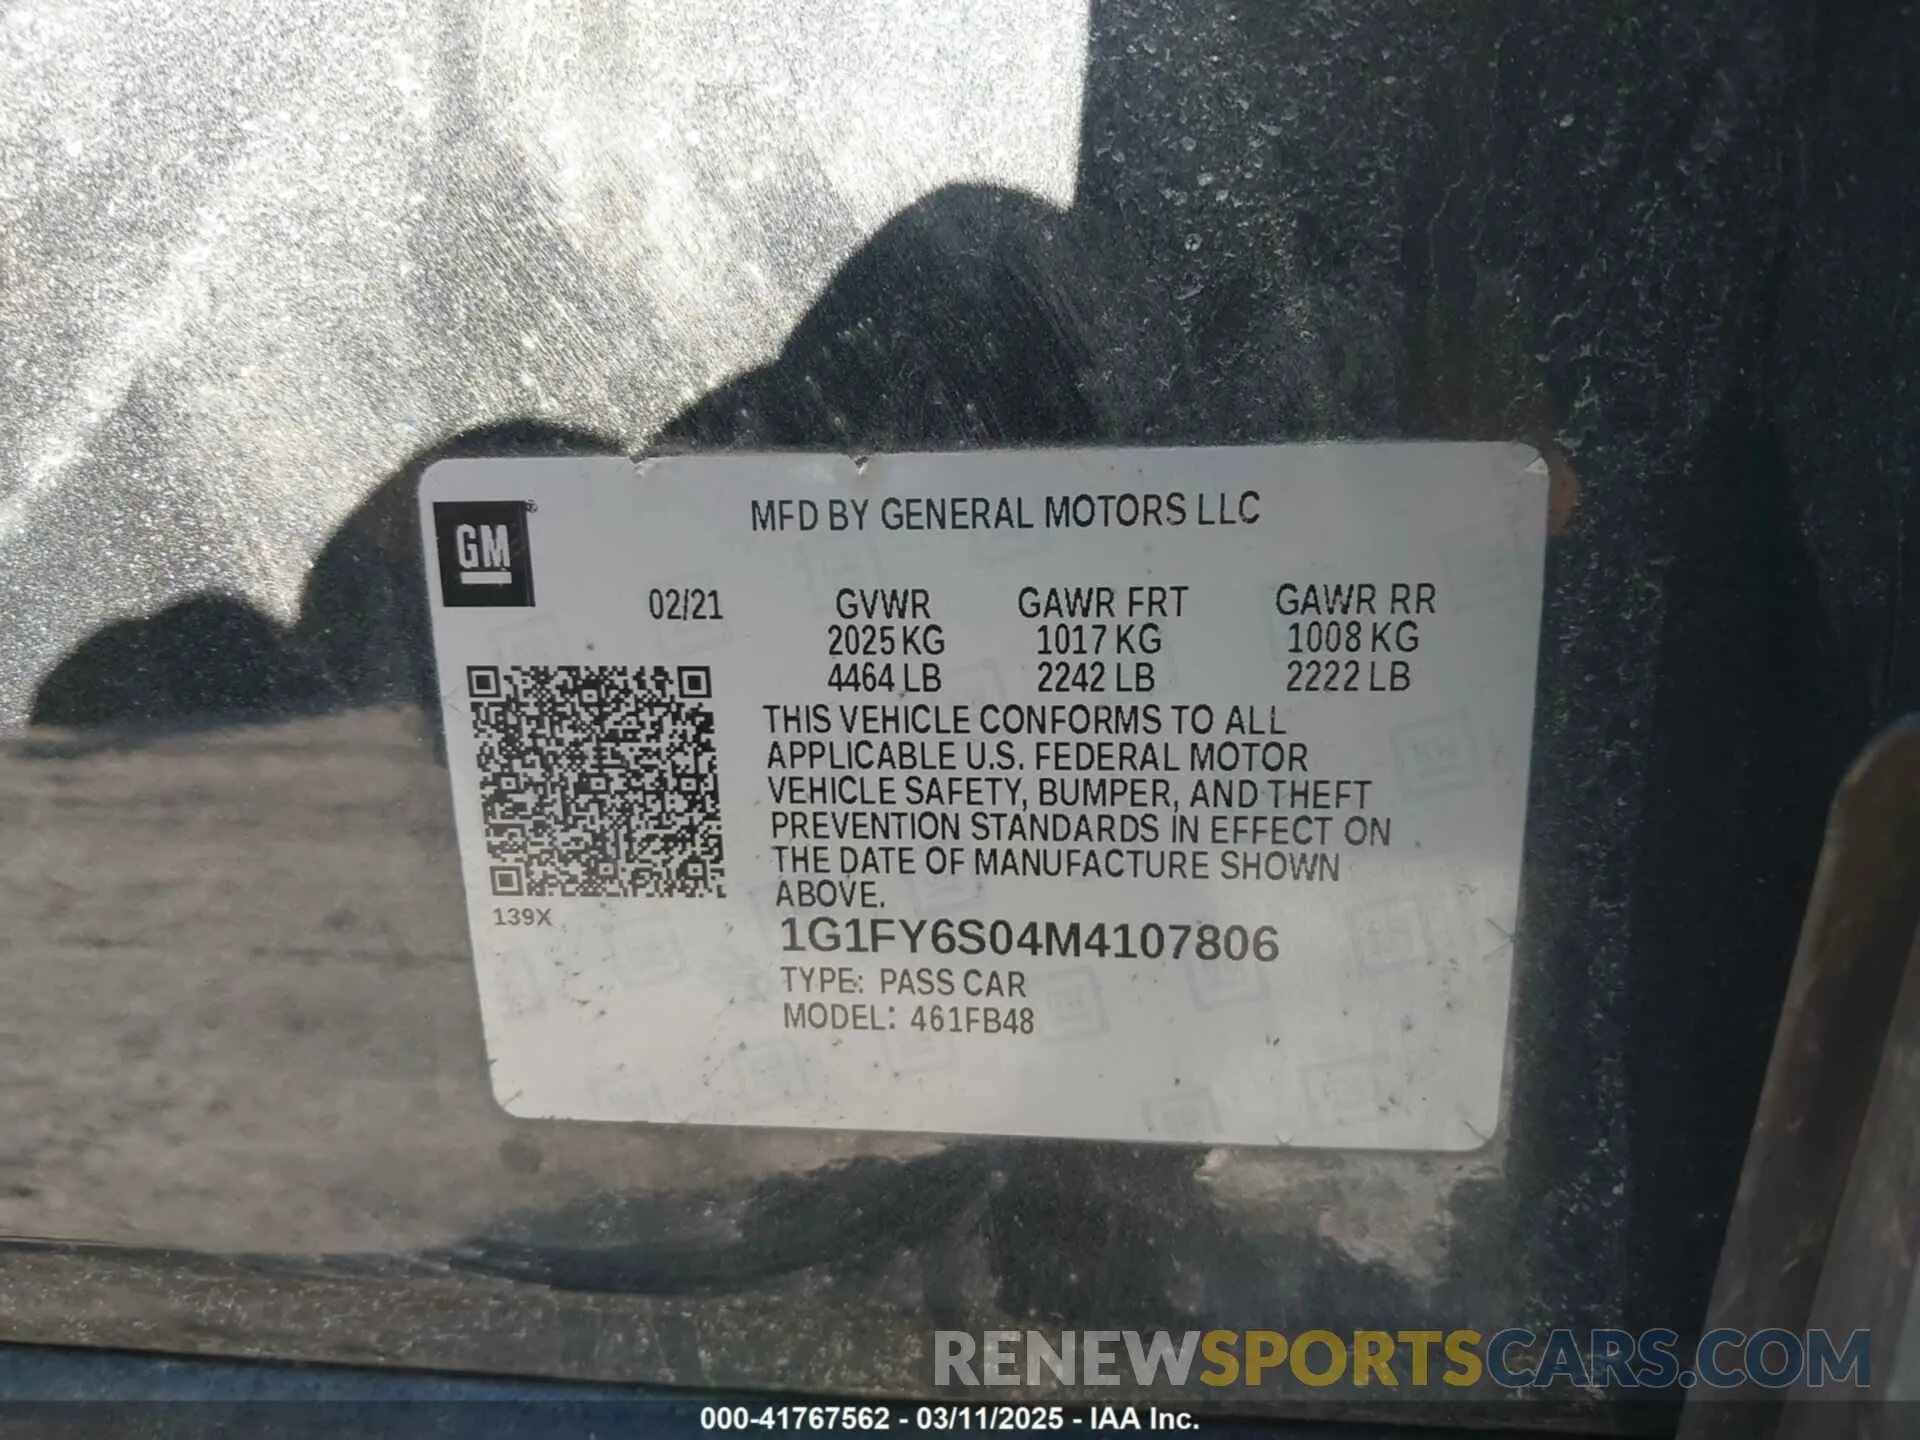 MFD BY GENERAL MOTORS LLC
GM
02/21 GVWR GAWR FRT GAWR RR
2025 KG 1017 KG 1008 KG
4464 LB 2242 LB 2222 LB
THIS VEHICLE CONFORMS TO ALL
APPLICABLE U.S. FEDERAL MOTOR
VEHICLE SAFETY, BUMPER, AND THEFT
PREVENTION STANDARDS IN EFFECT ON
THE DATE OF MANUFACTURE SHOWN
ABOVE.
139X
1G1FY6S04M4107806
TYPE: PASS CAR
MODEL: 461FB48
RENEWSPORTSCARS.COM
000-41767562 - 03/11/2025 - IAA Inc.